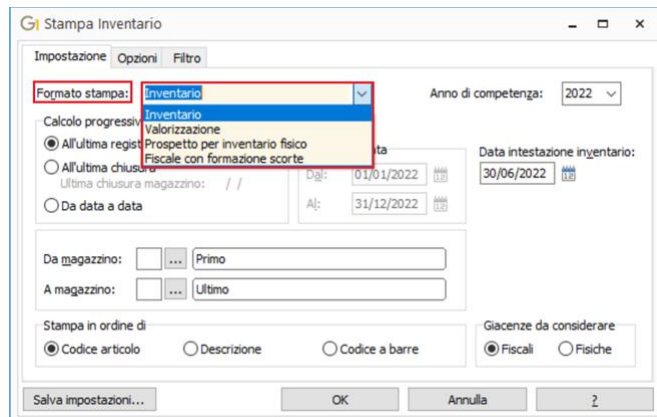 G1 Stampa Inventario
Impostazione Opzioni Filtro
Formato stampa: Inventario Anno di competenza: 2022
Inventario
Valorizzazione
Prospetto per inventario fisico
Fiscale con formazione scorte
Calcolo progressiv
All'ultima regist
All'ultima chiusura
Ultima chiusura magazzino: / /
Da data a data
ata
Dal: 01/01/2022
Al: 31/12/2022
Data intestazione inventario:
30/06/2022
Da magazzino: ... Primo
A magazzino: ... Ultimo
Stampa in ordine di
Codice articolo Descrizione Codice a barre
Giacenze da considerare
Fiscali Fisiche
Salva impostazioni... OK Annulla ?